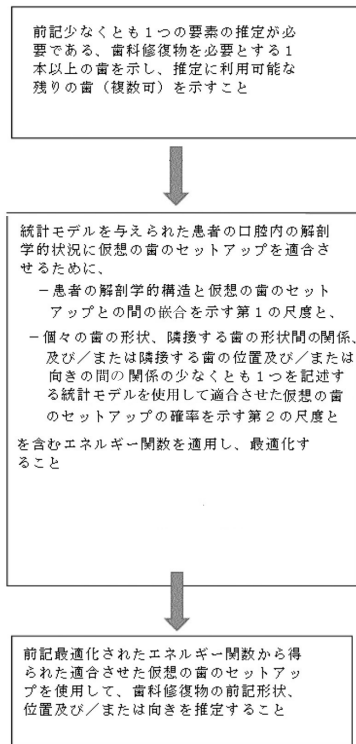 前記少なくとも１つの要素の推定が必
要である、歯科修復物を必要とする１
本以上の歯を示し、推定に利用可能な
残りの歯（複数可）を示すこと
統計モデルを与えられた患者の口腔内の解剖
学的状況に仮想の歯のセットアップを適合さ
せるために、
－患者の解剖学的構造と仮想の歯のセット
アップとの間の嵌合を示す第１の尺度と、
－個々の歯の形状、隣接する歯の形状間の関係、
及び／または隣接する歯の位置及び／または
向きの間の関係の少なくとも１つを記述す
る統計モデルを使用して適合させた仮想の歯
のセットアップの確率を示す第２の尺度と
を含むエネルギー関数を適用し、最適化す
ること
前記最適化されたエネルギー関数から得
られた適合させた仮想の歯のセットアッ
プを使用して、歯科修復物の前記形状、
位置及び／または向きを推定すること